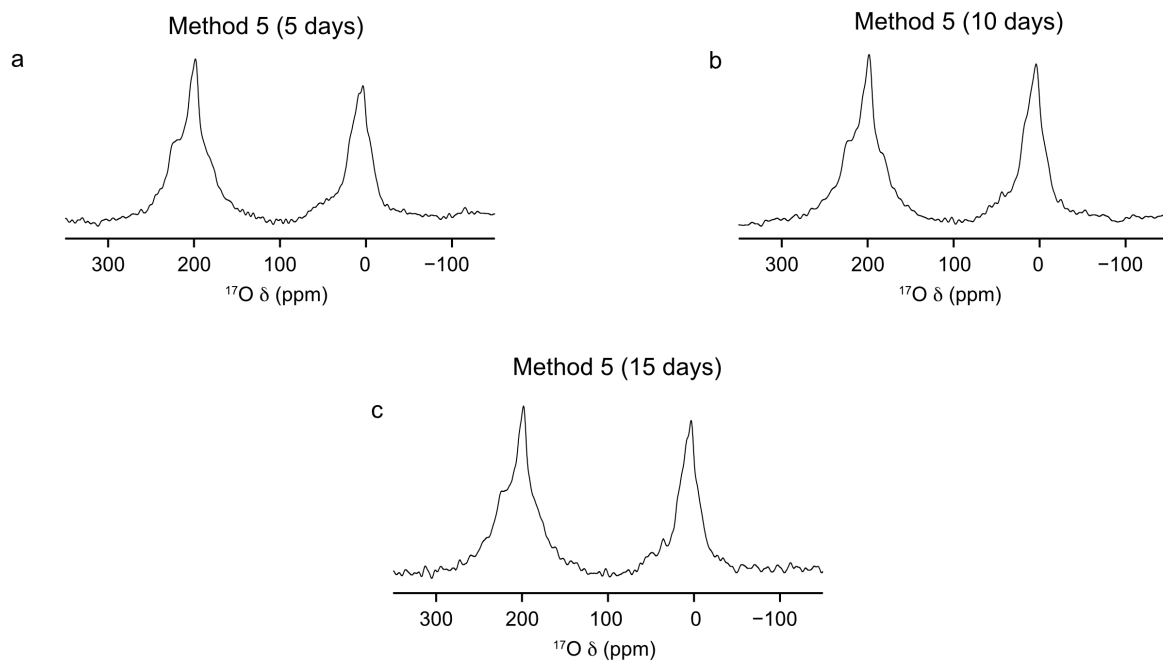 Method 5 (5 days)
a
300 200 100 0 −100
¹⁷O δ (ppm)
Method 5 (10 days)
b
300 200 100 0 −100
¹⁷O δ (ppm)
Method 5 (15 days)
c
300 200 100 0 −100
¹⁷O δ (ppm)